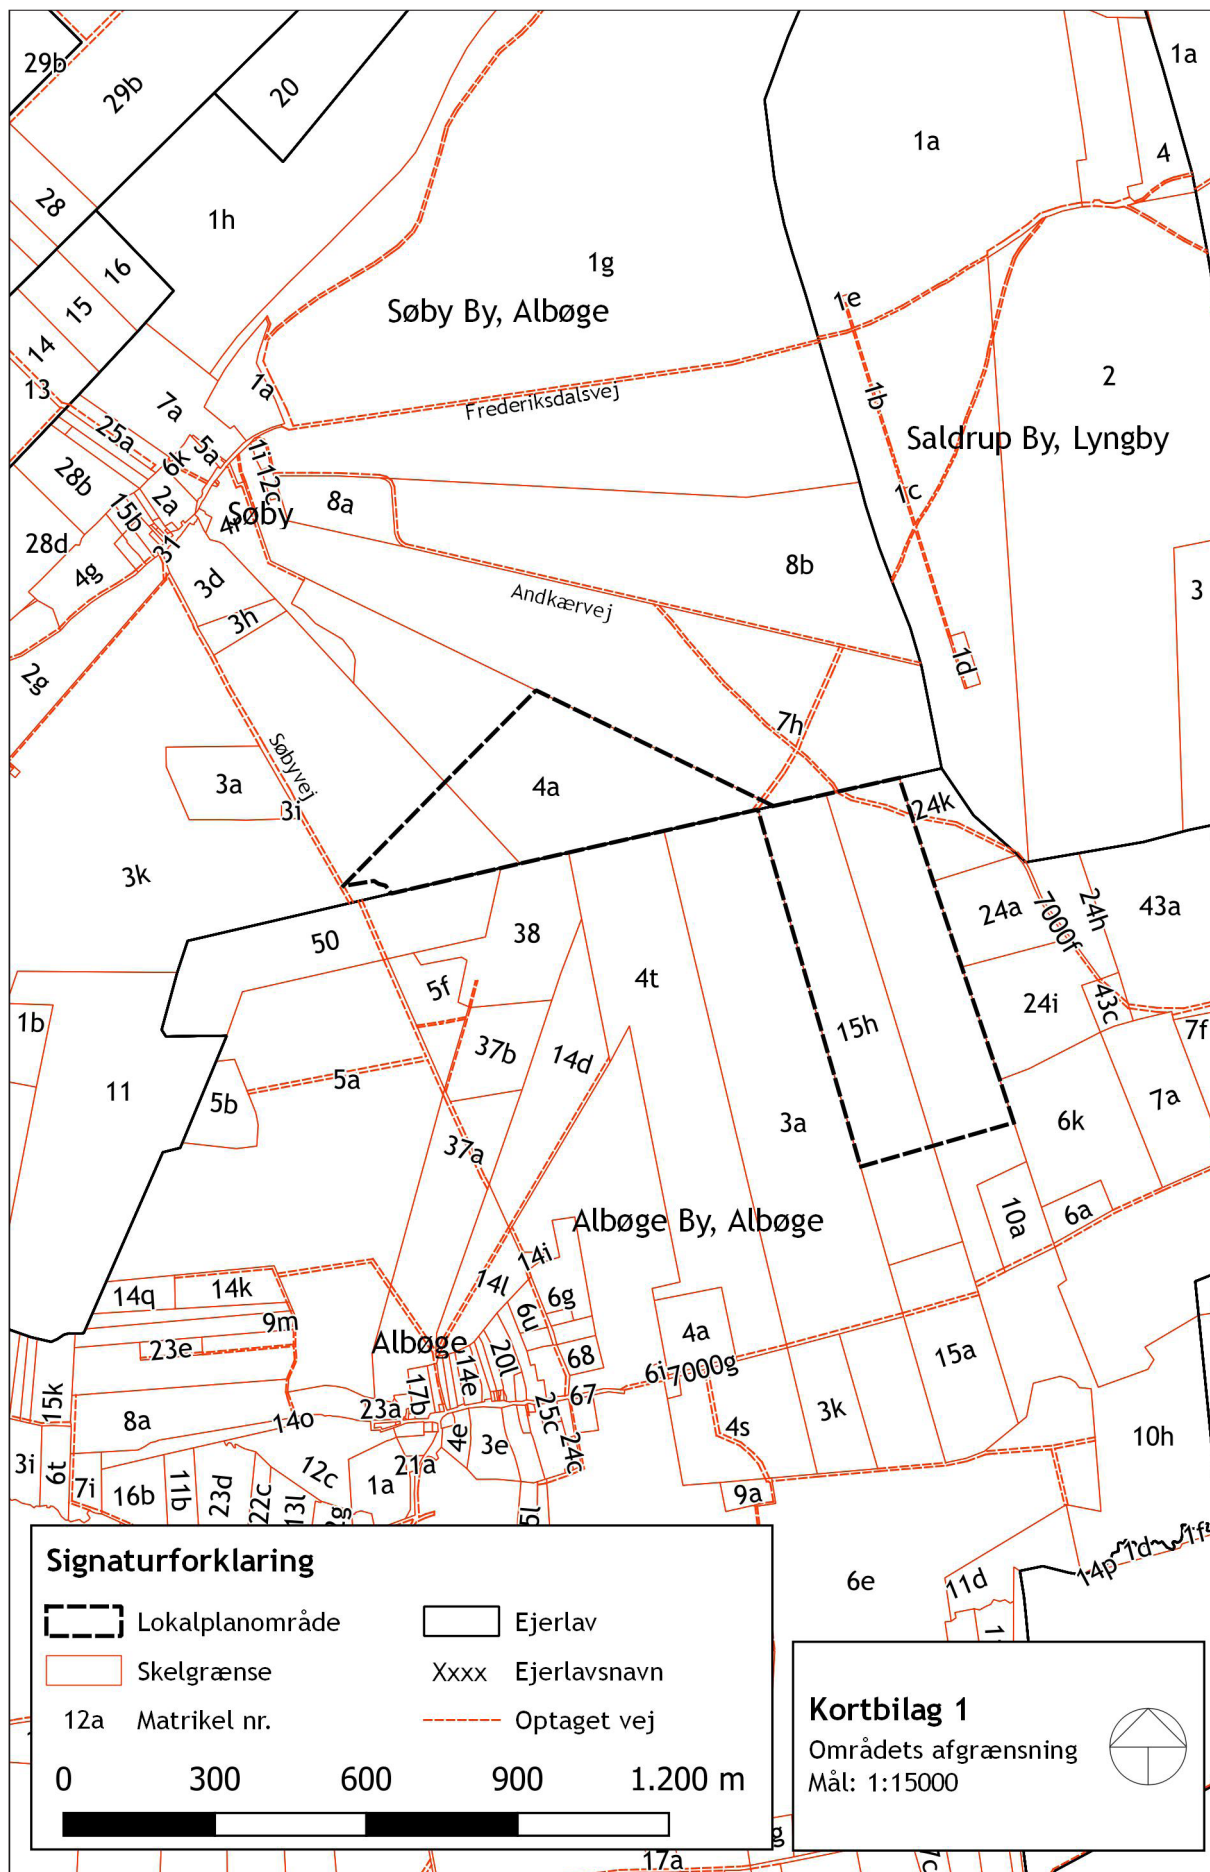 29b
29b
20
1a
1a
4
28
1h
16
1g
15
Søby By, Albøge
1e
14
13
1a
7a
Frederiksdalsvej
1b
2
25a
5a
6k
1i
Saldrup By, Lyngby
28b
12c
2a
8a
1c
15b
Søby
31
28d
4g
3d
8b
3
Andkærvej
3h
1d
2g
7h
Søbyvej
3a
4a
3i
24k
3k
24a
24h
43a
7000f
50
38
4t
5f
24i
43c
1b
15h
37b
14d
7f
11
5a
5b
3a
7a
6k
37a
10a
6a
Albøge By, Albøge
14i
14l
14q
14k
6g
6u
9m
Albøge
4a
23e
20l
68
15a
14e
6i
7000g
17b
67
15k
23a
25c
3k
8a
14o
4s
4e
3e
10h
24c
3i
6t
7i
12c
21a
1a
16b
11b
23d
22c
13l
2g
5l
9a
14p
1d
1f
6e
11d
Signaturforklaring
Lokalplanområde
Ejerlav
Skelgrænse
Xxxx
Ejerlavsnavn
12a
Matrikel nr.
Optaget vej
0
300
600
900
1.200 m
Kortbilag 1
Områdets afgrænsning
Mål: 1:15000
17a